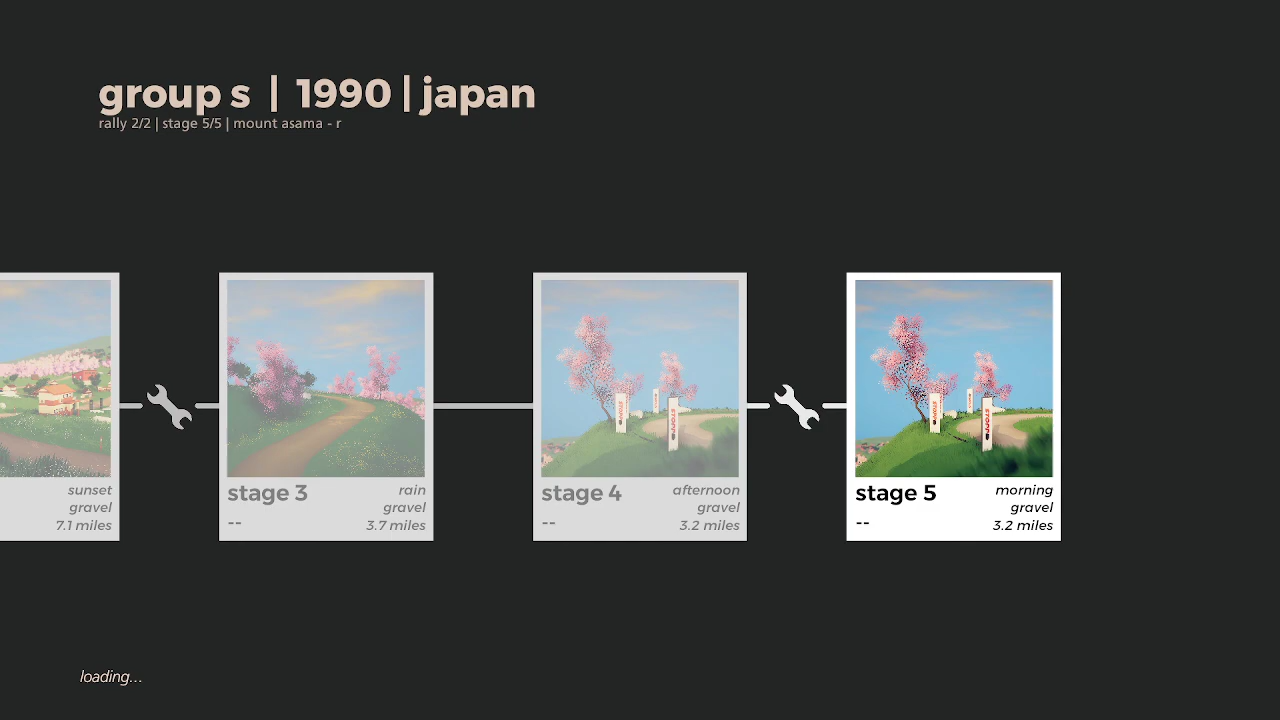 group s | 1990 | japan
rally 2/2 | stage 5/5 | mount asama - r
sunset
gravel
7.1 miles
stage 3
--
rain
gravel
3.7 miles
stage 4
--
afternoon
gravel
3.2 miles
stage 5
--
morning
gravel
3.2 miles
loading...